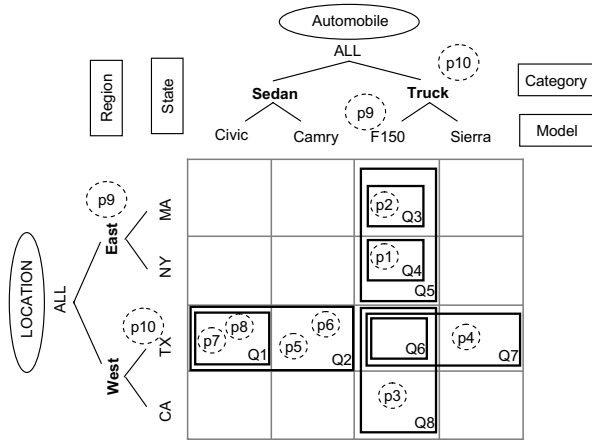 Automobile
ALL
p10
Region
State
Sedan
Truck
Category
p9
Civic
Camry
F150
Sierra
Model
LOCATION
ALL
p9
East
MA
NY
p10
West
TX
CA
p2
Q3
p1
Q4
Q5
p7
p8
Q1
p5
p6
Q2
Q6
p4
Q7
p3
Q8